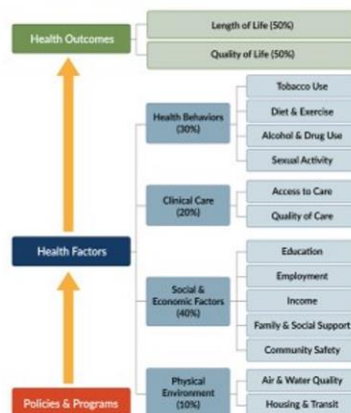 Health Outcomes
Length of Life (50%)
Quality of Life (50%)
Health Factors
Health Behaviors
(30%)
Tobacco Use
Diet & Exercise
Alcohol & Drug Use
Sexual Activity
Clinical Care
(20%)
Access to Care
Quality of Care
Social &
Economic Factors
(40%)
Education
Employment
Income
Family & Social Support
Community Safety
Physical
Environment
(10%)
Air & Water Quality
Housing & Transit
Policies & Programs